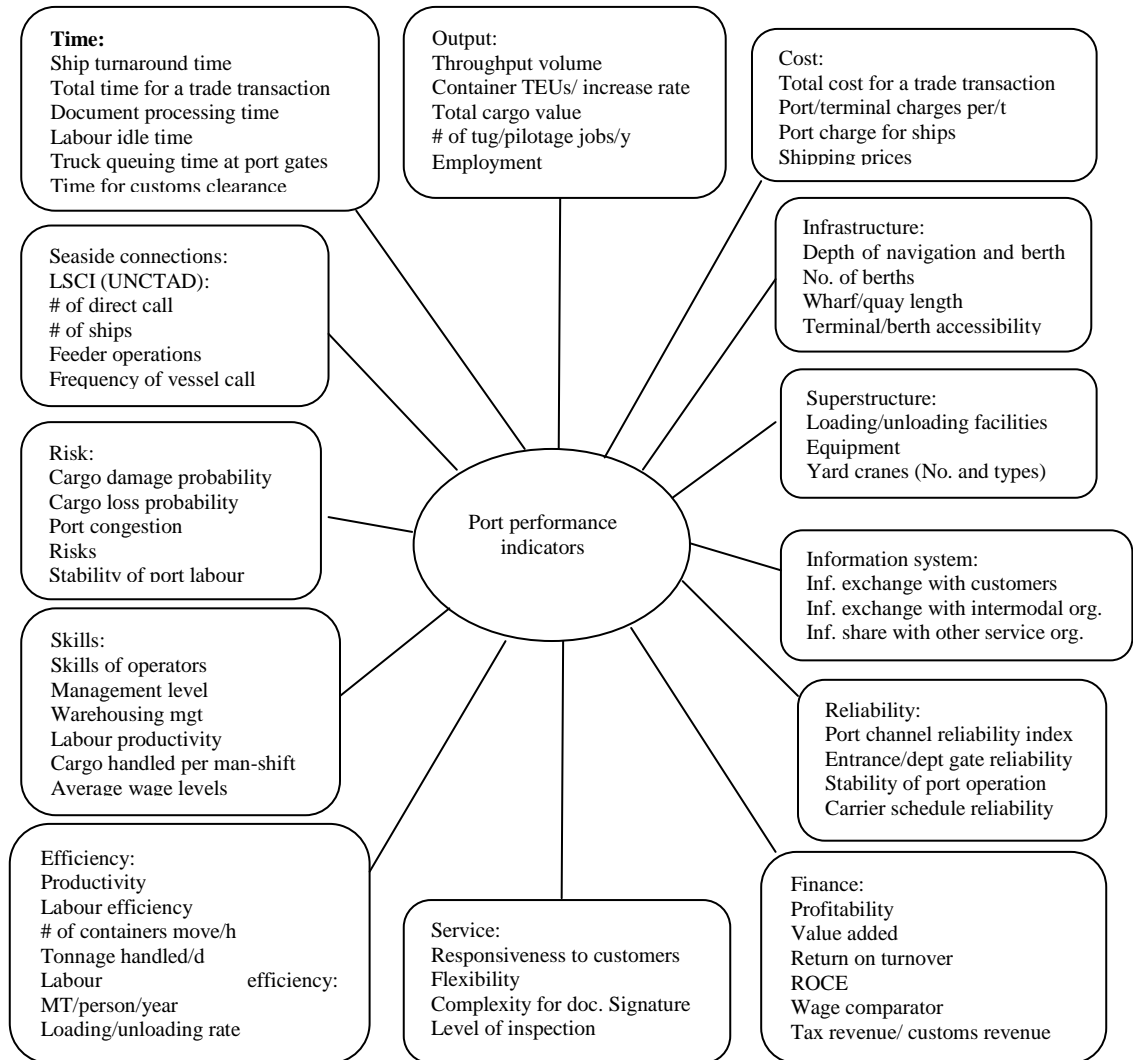 Time:
Ship turnaround time
Total time for a trade transaction
Document processing time
Labour idle time
Truck queuing time at port gates
Time for customs clearance
Output:
Throughput volume
Container TEUs/ increase rate
Total cargo value
# of tug/pilotage jobs/y
Employment
Cost:
Total cost for a trade transaction
Port/terminal charges per/t
Port charge for ships
Shipping prices
Seaside connections:
LSCI (UNCTAD):
# of direct call
# of ships
Feeder operations
Frequency of vessel call
Infrastructure:
Depth of navigation and berth
No. of berths
Wharf/quay length
Terminal/berth accessibility
Superstructure:
Loading/unloading facilities
Equipment
Yard cranes (No. and types)
Risk:
Cargo damage probability
Cargo loss probability
Port congestion
Risks
Stability of port labour
Port performance
indicators
Information system:
Inf. exchange with customers
Inf. exchange with intermodal org.
Inf. share with other service org.
Skills:
Skills of operators
Management level
Warehousing mgt
Labour productivity
Cargo handled per man-shift
Average wage levels
Reliability:
Port channel reliability index
Entrance/dept gate reliability
Stability of port operation
Carrier schedule reliability
Efficiency:
Productivity
Labour efficiency
# of containers move/h
Tonnage handled/d
Labour efficiency:
MT/person/year
Loading/unloading rate
Service:
Responsiveness to customers
Flexibility
Complexity for doc. Signature
Level of inspection
Finance:
Profitability
Value added
Return on turnover
ROCE
Wage comparator
Tax revenue/ customs revenue